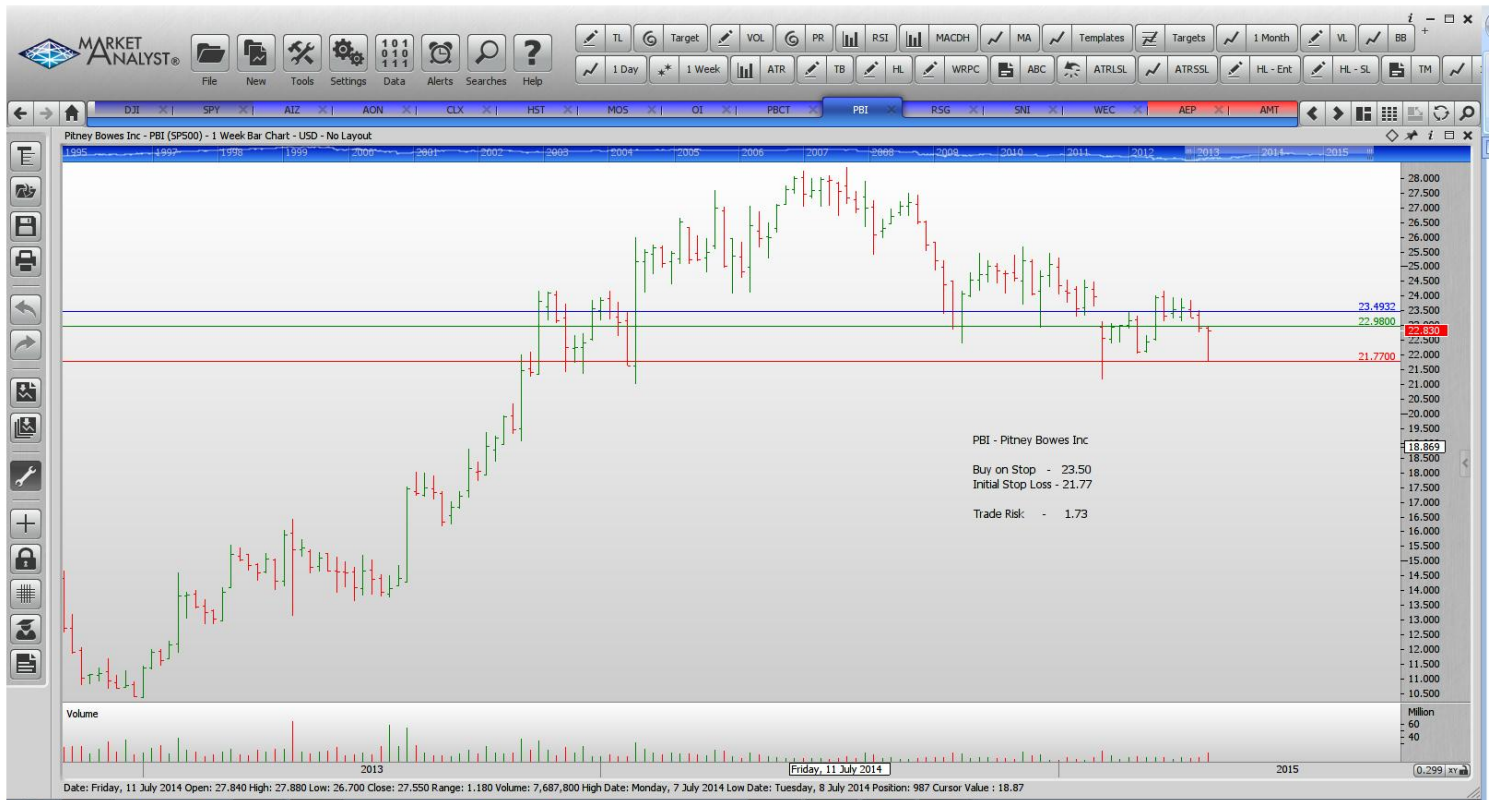 i
MARKET
ANALYST®
File New Tools Settings Data Alerts Searches Help
TL Target VOL PR RSI MACDH MA Templates Targets 1 Month VL BB
1 Day 1 Week ATR TB HL WRPC ABC ATRLSL ATRSSL HL - Ent HL - SL TM
DJI SPY AIZ AON CLX HST MOS OI PBCT PBI RSG SNI WEC AEP AMT
Pitney Bowes Inc - PBI (SP500) - 1 Week Bar Chart - USD - No Layout
1995 1997 1998 1999 2000 2001 2002 2003 2004 2005 2006 2007 2008 2009 2010 2011 2012 2013 2014 2015
28.000
27.500
27.000
26.500
26.000
25.500
25.000
24.500
24.000
23.4932 23.500
22.9800
22.830
22.500
22.000
21.7700
21.500
21.000
20.500
20.000
19.500
18.869
18.500
18.000
17.500
17.000
16.500
16.000
15.500
15.000
14.500
14.000
13.500
13.000
12.500
12.000
11.500
11.000
10.500
PBI - Pitney Bowes Inc
Buy on Stop - 23.50
Initial Stop Loss - 21.77
Trade Risk - 1.73
Volume
Million
60
40
2013 Friday, 11 July 2014 2015
0.299 XY
Date: Friday, 11 July 2014 Open: 27.840 High: 27.880 Low: 26.700 Close: 27.550 Range: 1.180 Volume: 7,687,800 High Date: Monday, 7 July 2014 Low Date: Tuesday, 8 July 2014 Position: 987 Cursor Value : 18.87